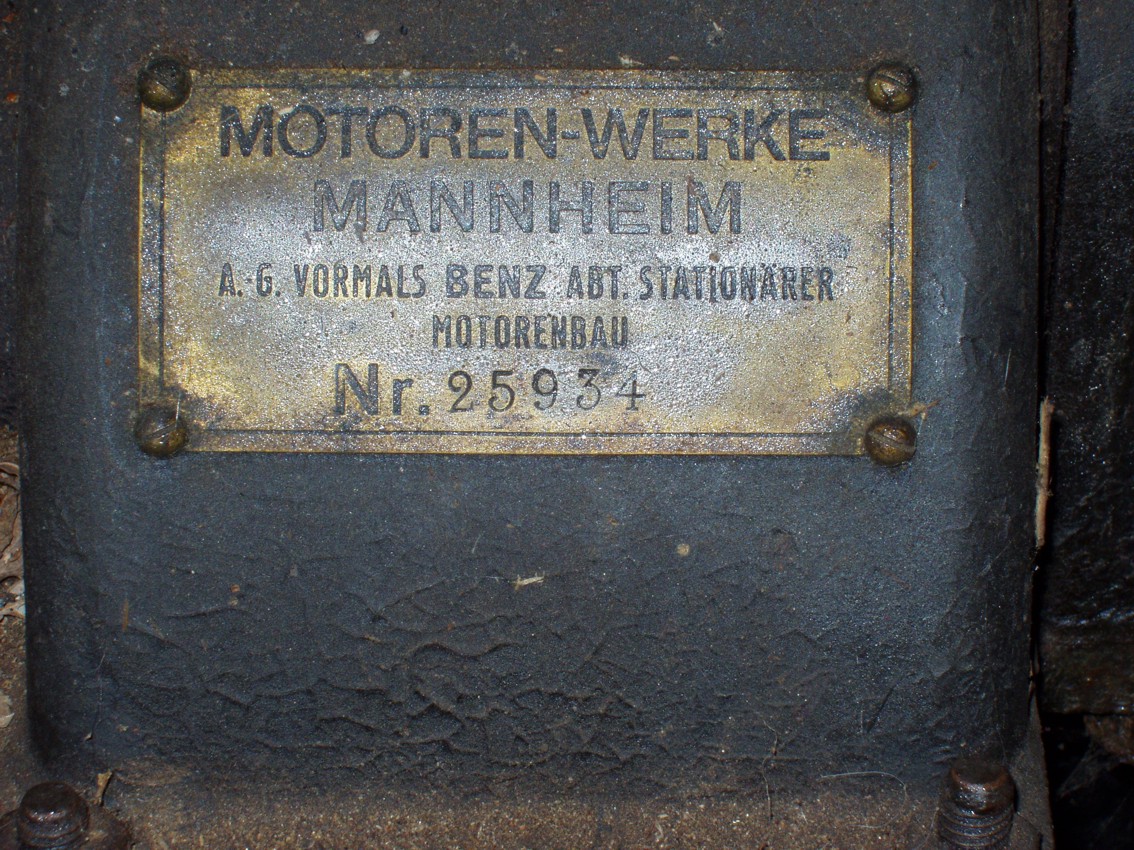 MOTOREN-WERKE
MANNHEIM
A.-G. VORMALS BENZ ABT. STATIONÄRER
MOTORENBAU
Nr. 25934